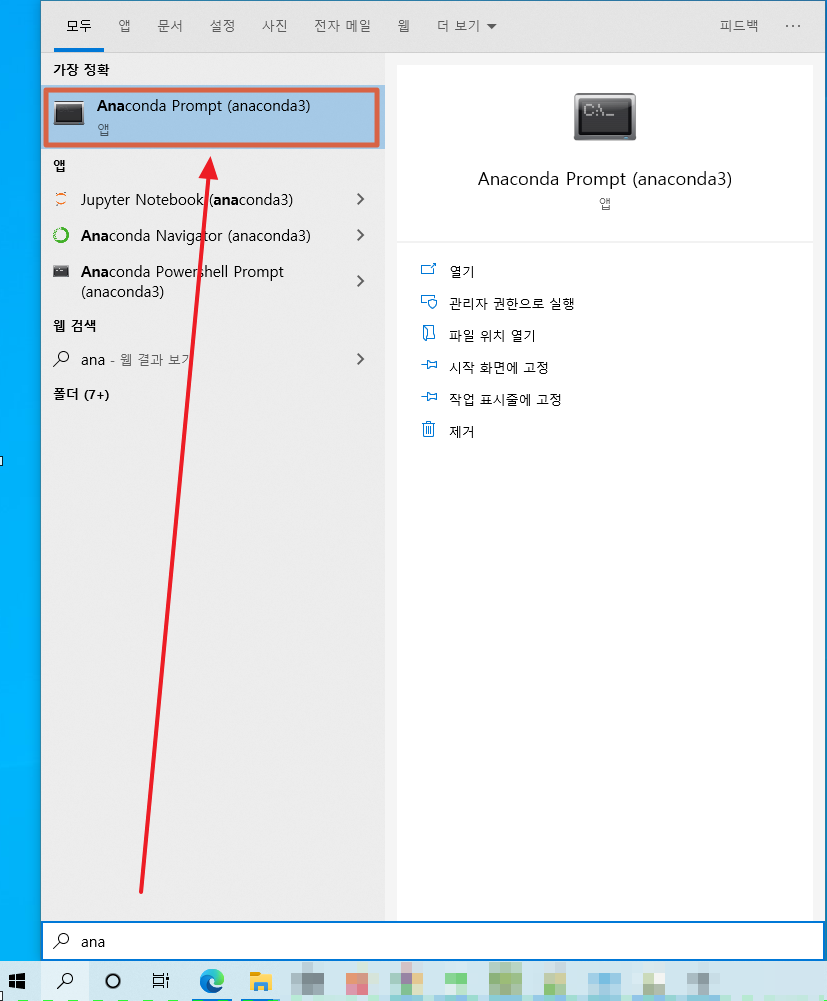 모두 앱 문서 설정 사진 전자 메일 웹 더 보기 피드백 ···
가장 정확
Anaconda Prompt (anaconda3)
앱
앱
Jupyter Notebook (anaconda3)
Anaconda Navigator (anaconda3)
Anaconda Powershell Prompt
(anaconda3)
웹 검색
ana - 웹 결과 보기
폴더 (7+)
C:\_
Anaconda Prompt (anaconda3)
앱
열기
관리자 권한으로 실행
파일 위치 열기
시작 화면에 고정
작업 표시줄에 고정
제거
ana